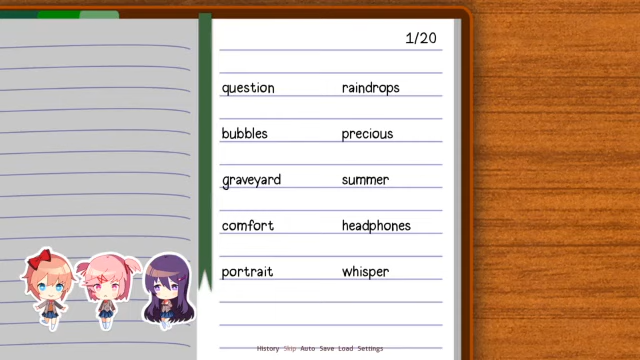 1/20
question raindrops
bubbles precious
graveyard summer
comfort headphones
portrait whisper
History Skip Auto Save Load Settings